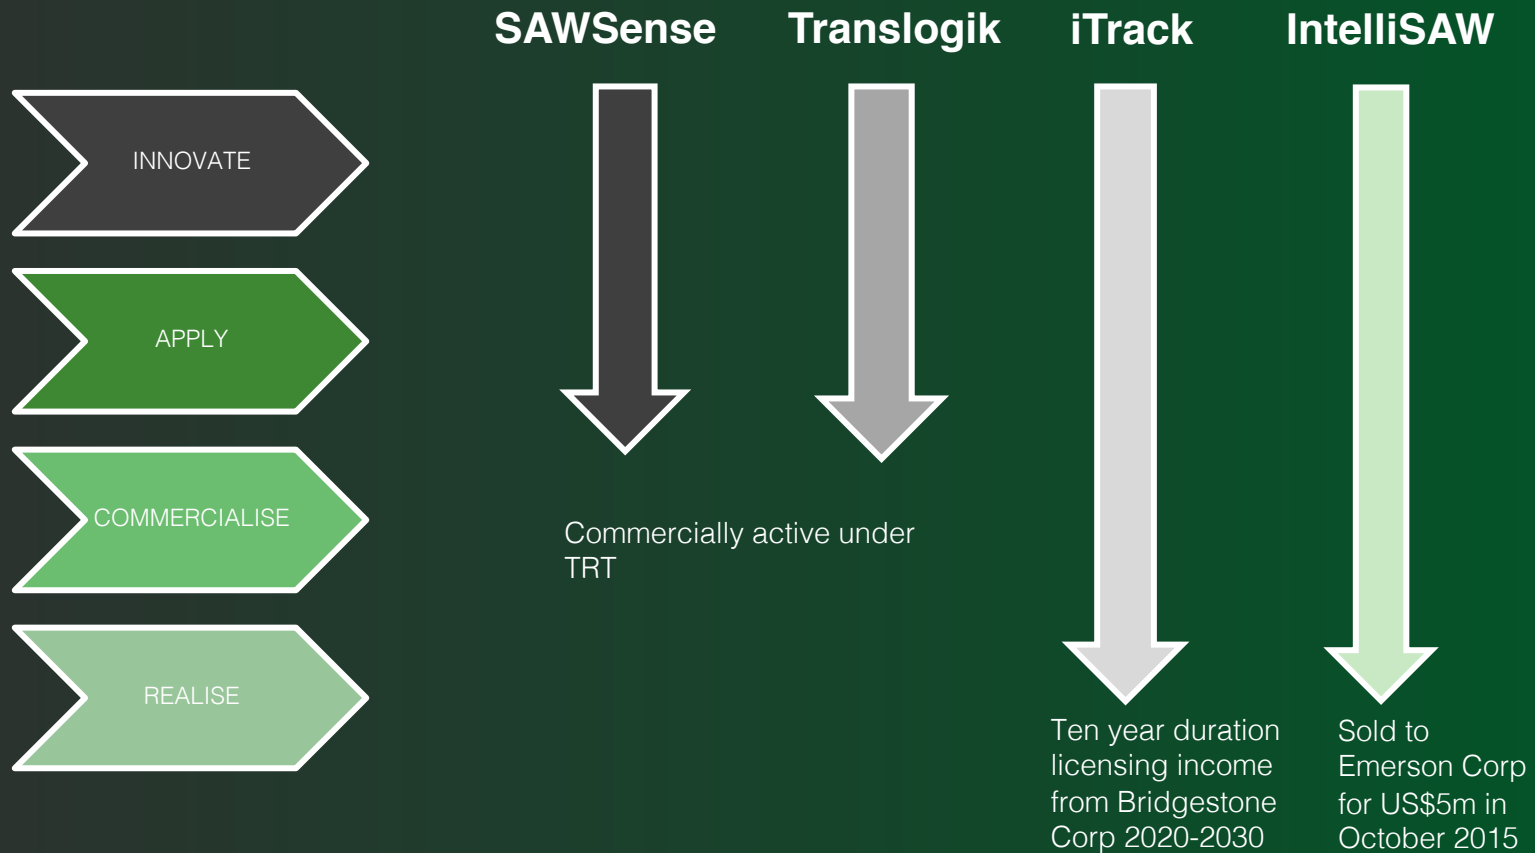 SAWSense Translogik iTrack IntelliSAW
INNOVATE
APPLY
COMMERCIALISE
REALISE
Commercially active under
TRT
Ten year duration
licensing income
from Bridgestone
Corp 2020-2030
Sold to
Emerson Corp
for US$5m in
October 2015